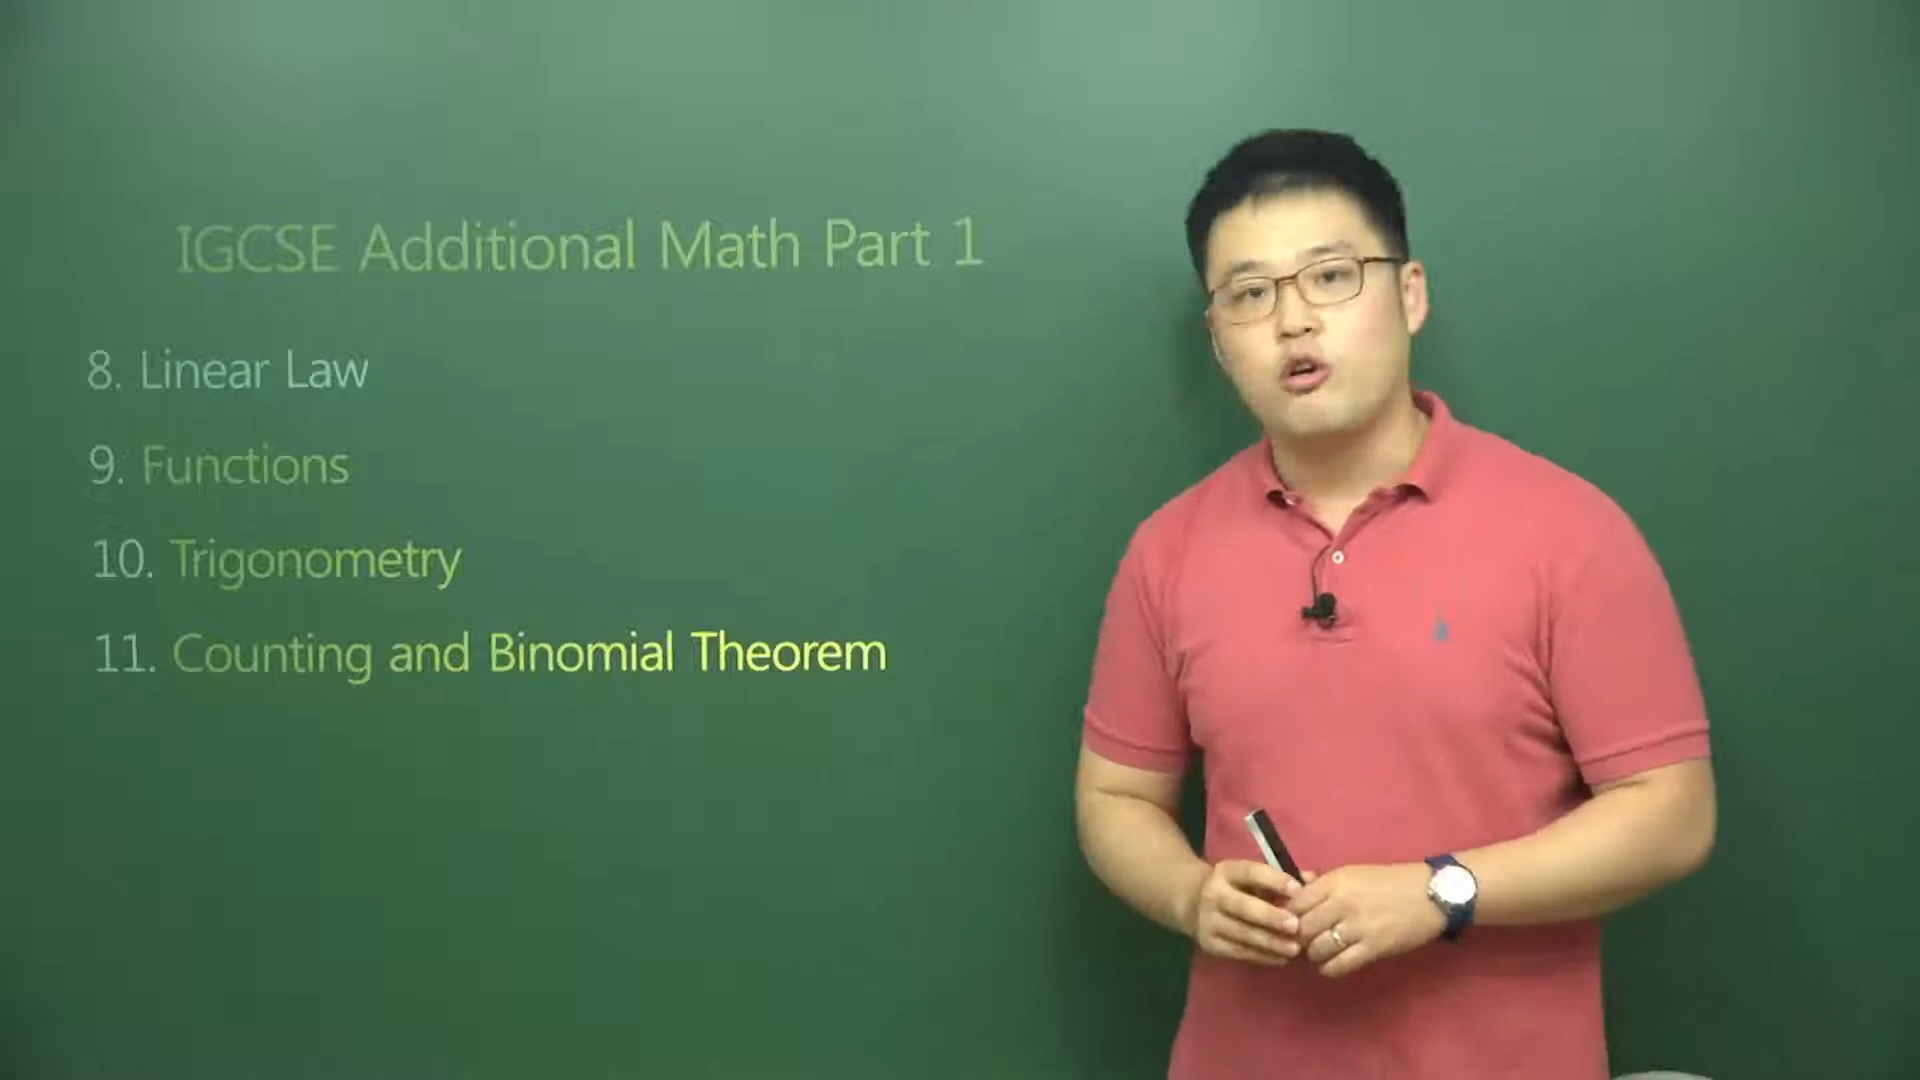 IGCSE Additional Math Part 1
8. Linear Law
9. Functions
10. Trigonometry
11. Counting and Binomial Theorem